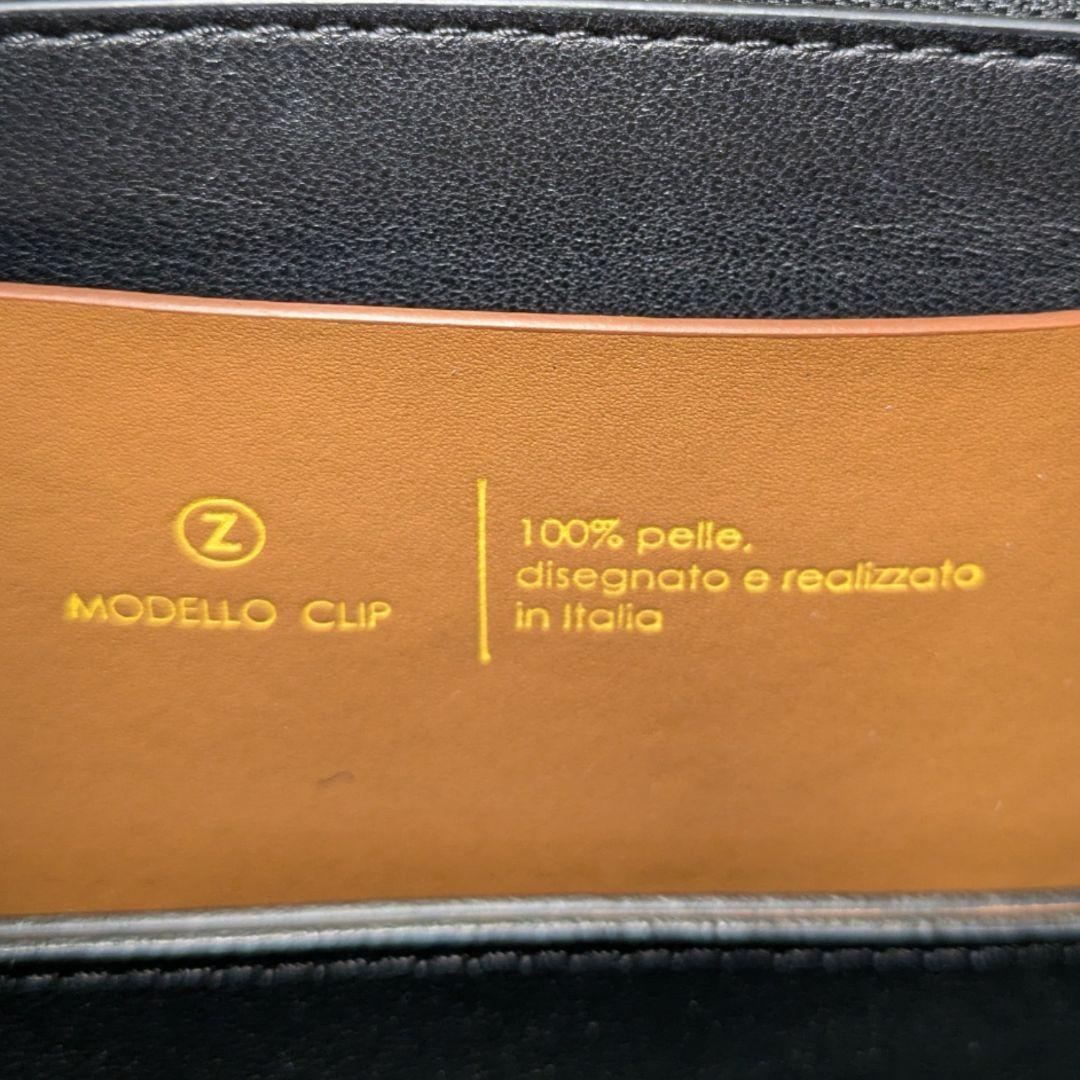 Z
MODELLO CLIP
100% pelle,
disegnato e realizzato
in Italia